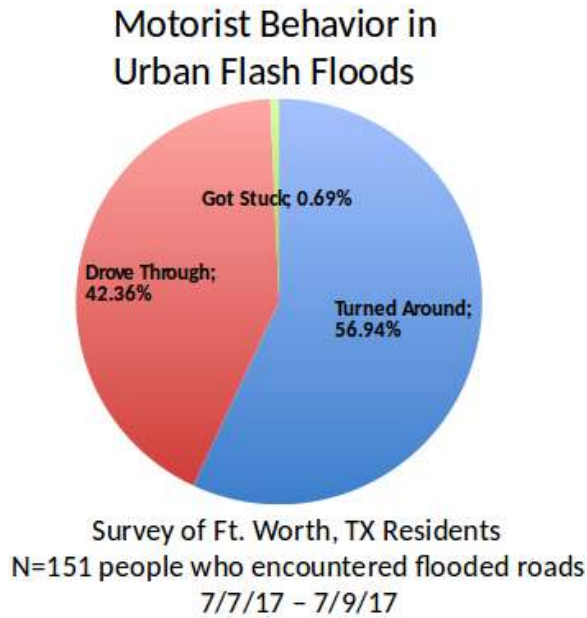 Motorist Behavior in
Urban Flash Floods
Got Stuck; 0.69%
Drove Through;
42.36%
Turned Around;
56.94%
Survey of Ft. Worth, TX Residents
N=151 people who encountered flooded roads
7/7/17 – 7/9/17